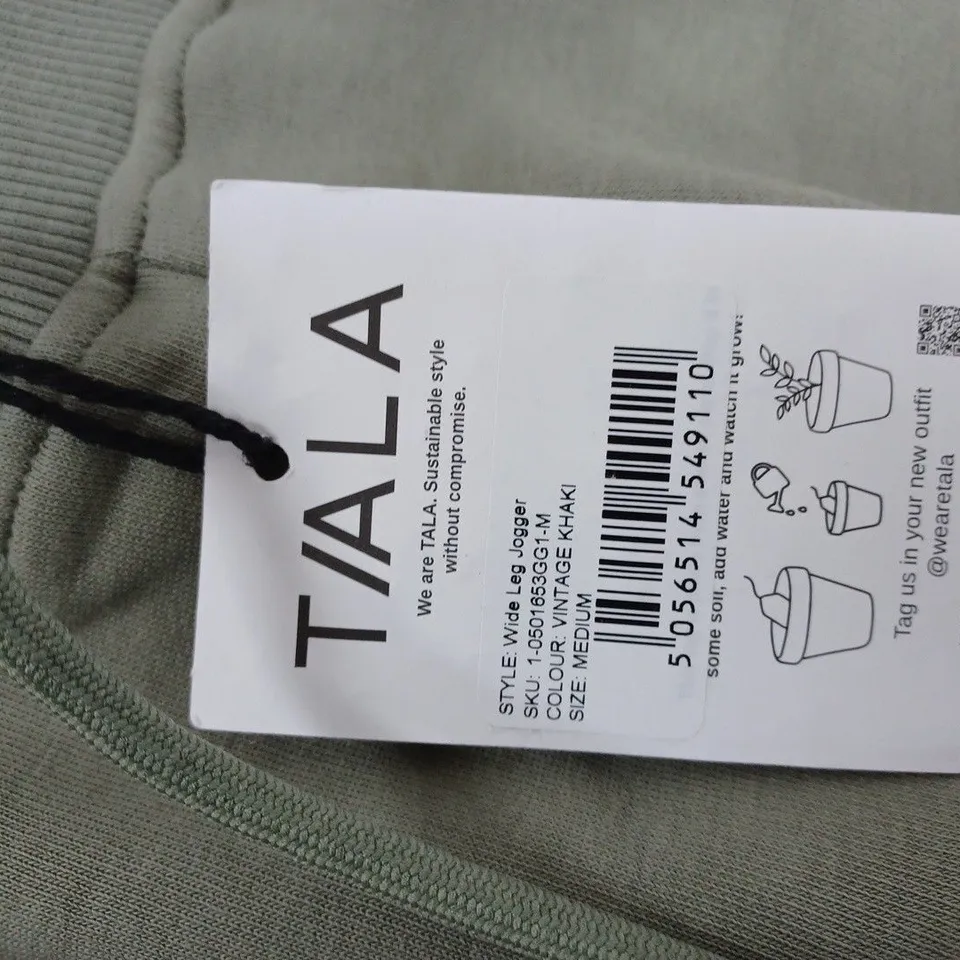 TALA
We are TALA. Sustainable style
without compromise.
STYLE: Wide Leg Jogger
SKU: 1-0501653GG1-M
COLOUR: VINTAGE KHAKI
SIZE: MEDIUM
5 056514 549110
some soil, add water and watch it grow!
Tag us in your new outfit
@wearetala